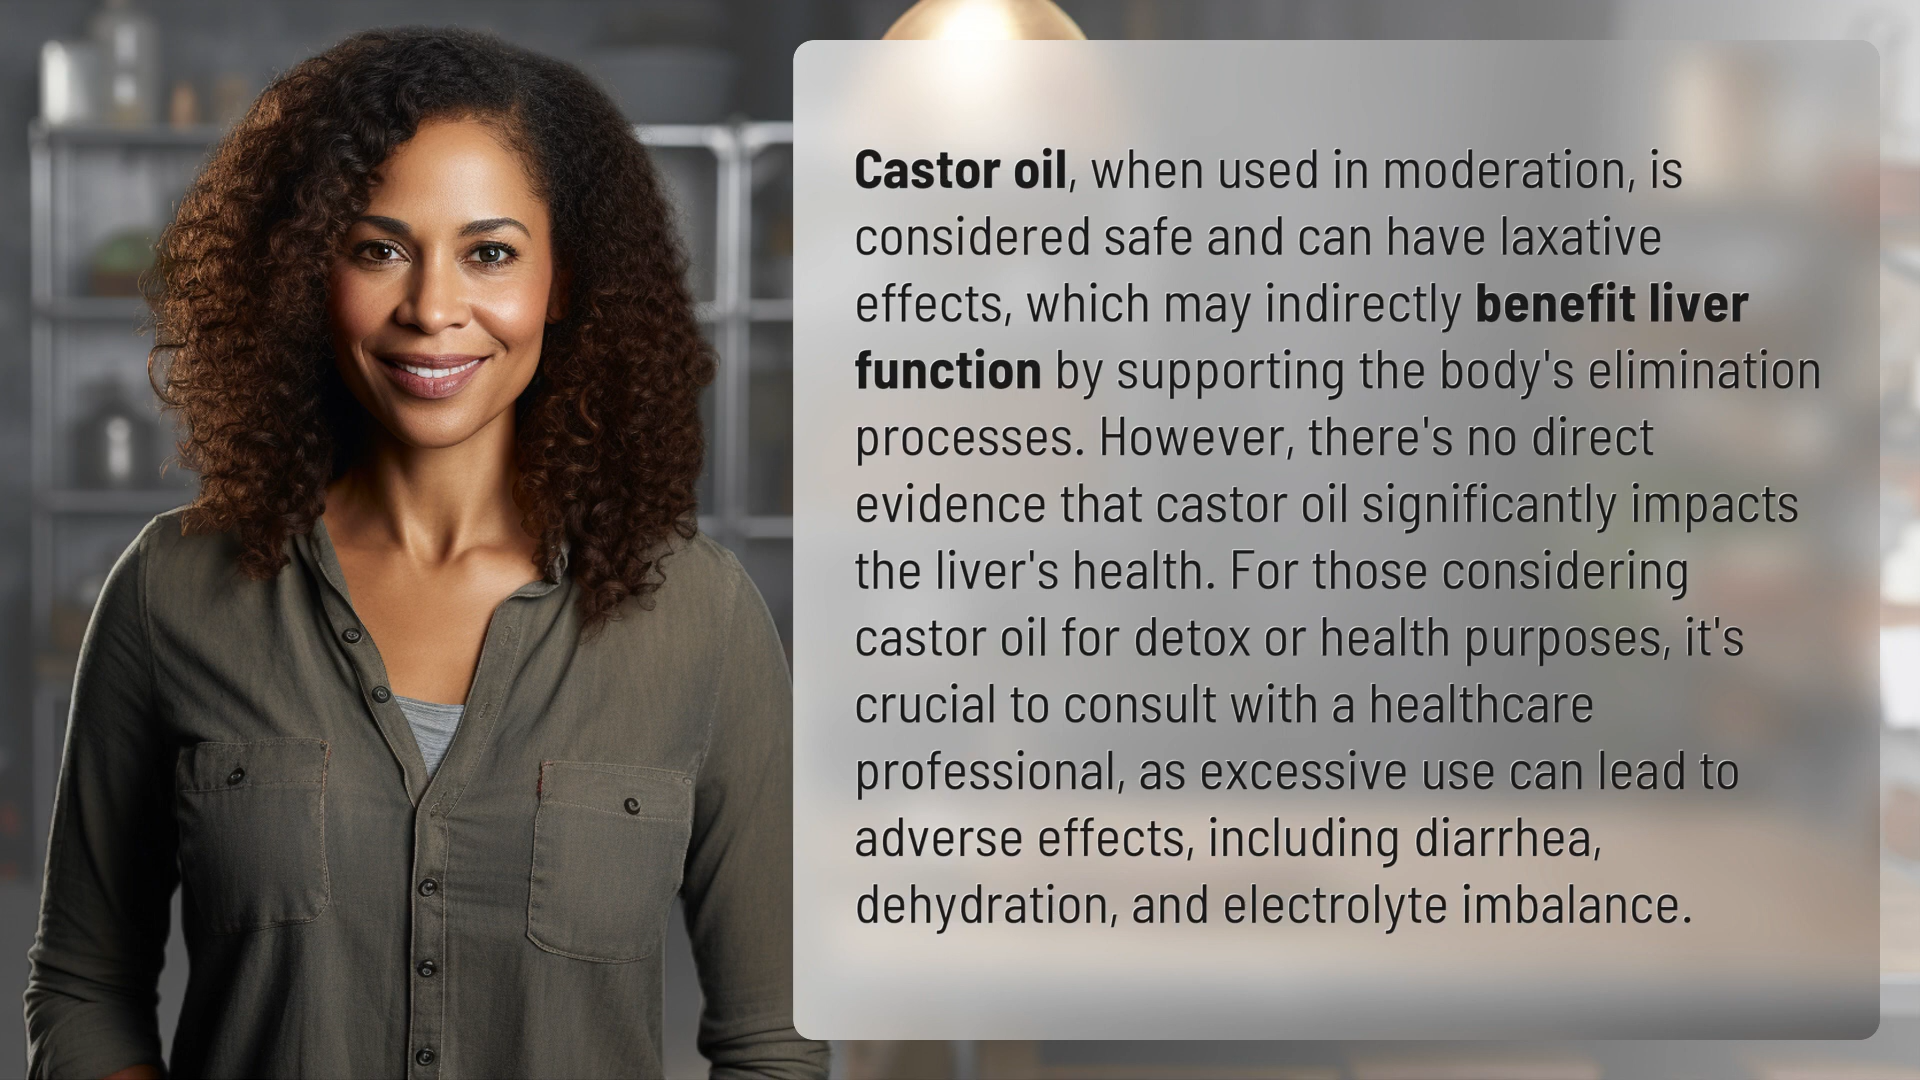 Castor oil, when used in moderation, is
considered safe and can have laxative
effects, which may indirectly benefit liver
function by supporting the body's elimination
processes. However, there's no direct
evidence that castor oil significantly impacts
the liver's health. For those considering
castor oil for detox or health purposes, it's
crucial to consult with a healthcare
professional, as excessive use can lead to
adverse effects, including diarrhea,
dehydration, and electrolyte imbalance.